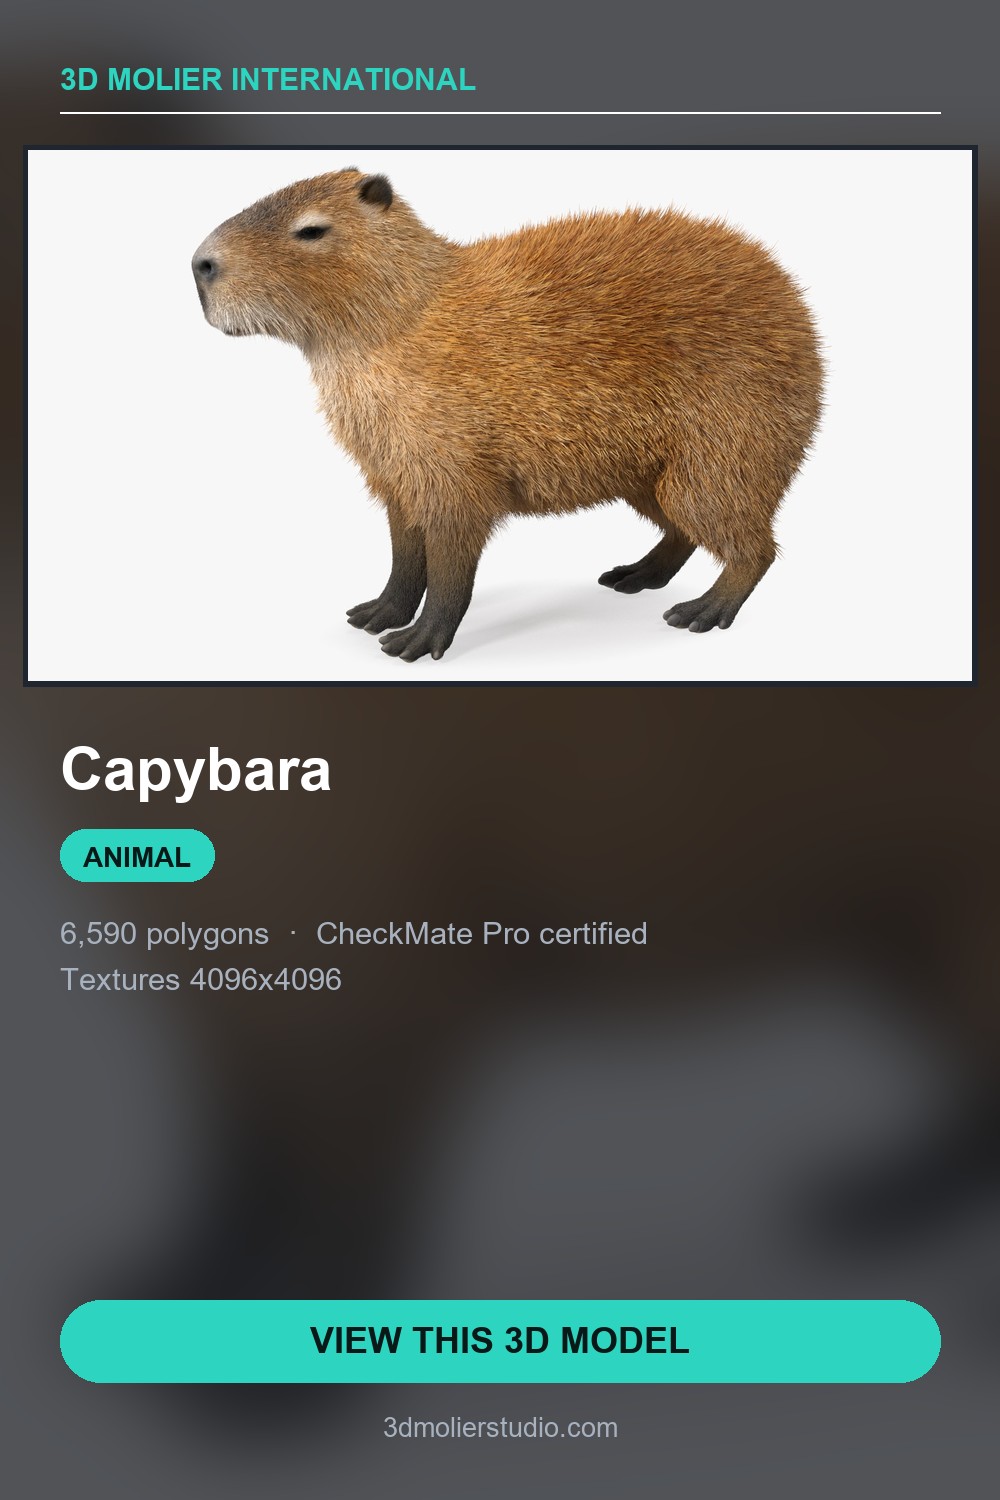 3D MOLIER INTERNATIONAL
Capybara
ANIMAL
6,590 polygons · CheckMate Pro certified
Textures 4096x4096
VIEW THIS 3D MODEL
3dmolierstudio.com